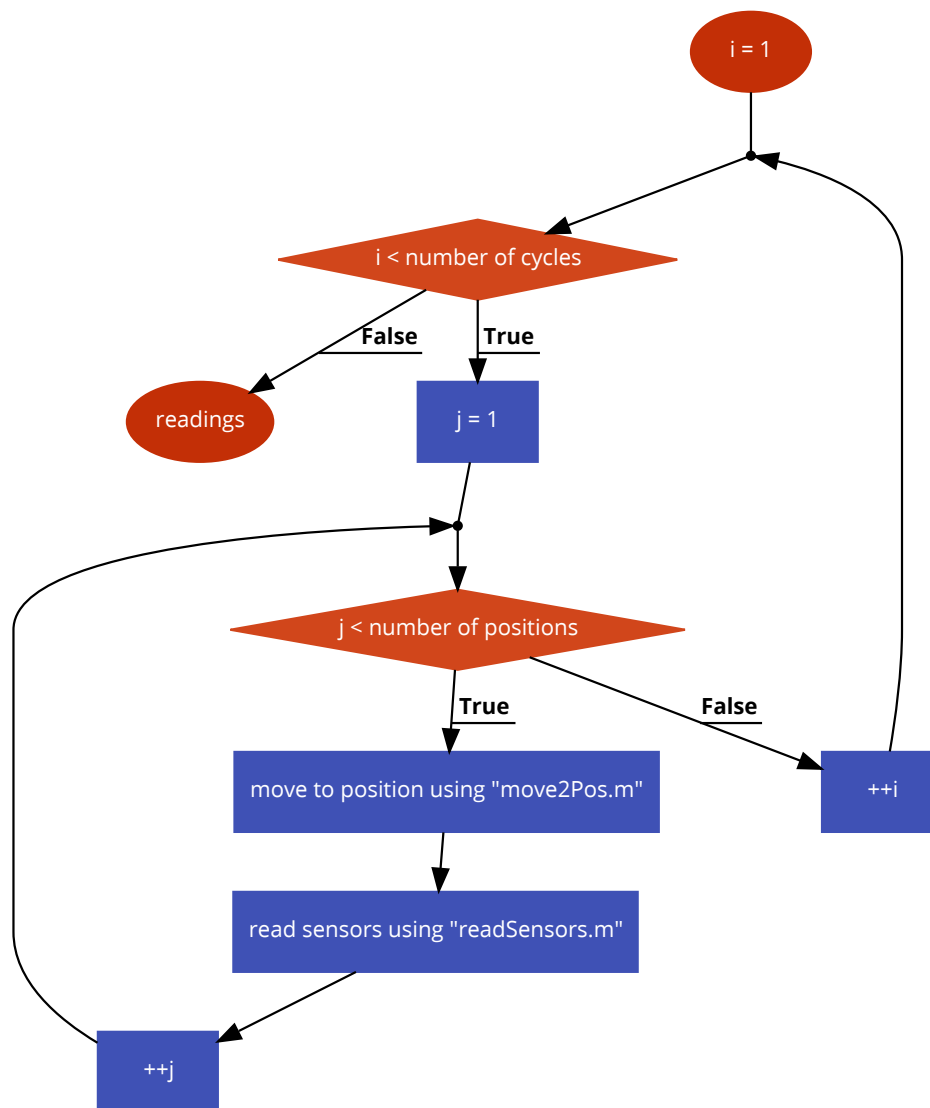 i = 1
i < number of cycles
False
True
readings
j = 1
j < number of positions
True
False
move to position using "move2Pos.m"
++i
read sensors using "readSensors.m"
++j